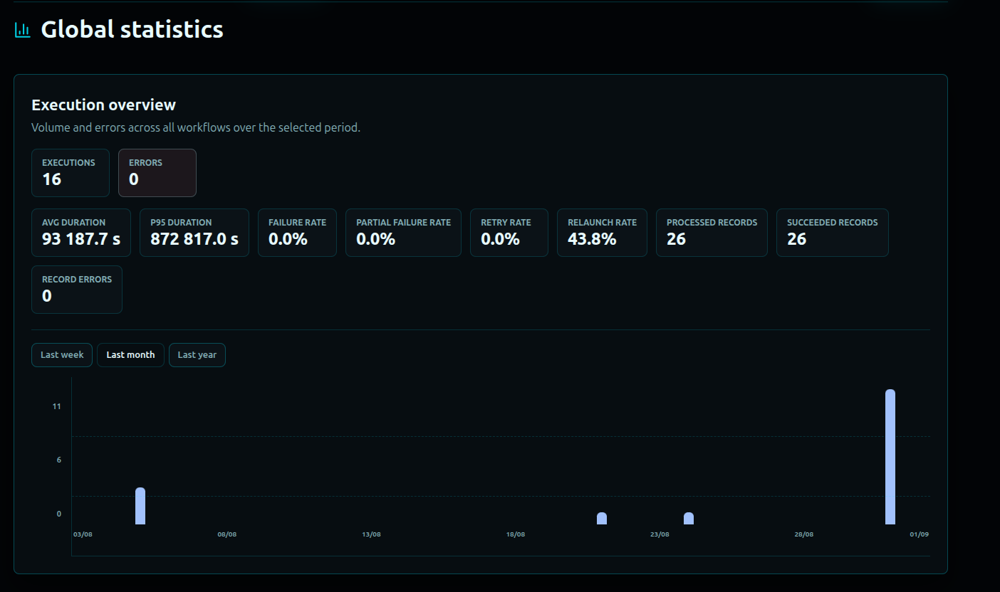 Global statistics
Execution overview
Volume and errors across all workflows over the selected period.
EXECUTIONS
16
ERRORS
0
AVG DURATION
93 187.7 s
P95 DURATION
872 817.0 s
FAILURE RATE
0.0%
PARTIAL FAILURE RATE
0.0%
RETRY RATE
0.0%
RELAUNCH RATE
43.8%
PROCESSED RECORDS
26
SUCCEEDED RECORDS
26
RECORD ERRORS
0
Last week
Last month
Last year
11
6
0
03/08
08/08
13/08
18/08
23/08
28/08
01/09